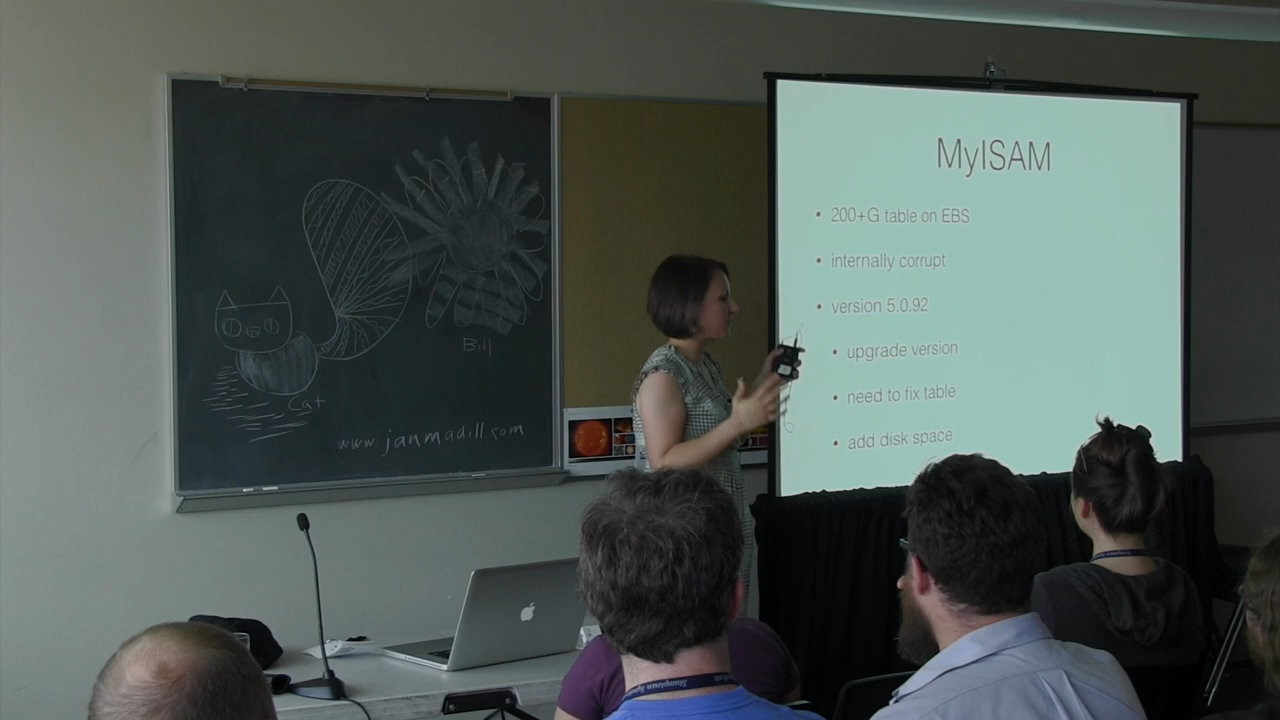 Bill
Cat
www.janmadill.com
MyISAM
• 200+G table on EBS
• internally corrupt
• version 5.0.92
• upgrade version
• need to fix table
• add disk space